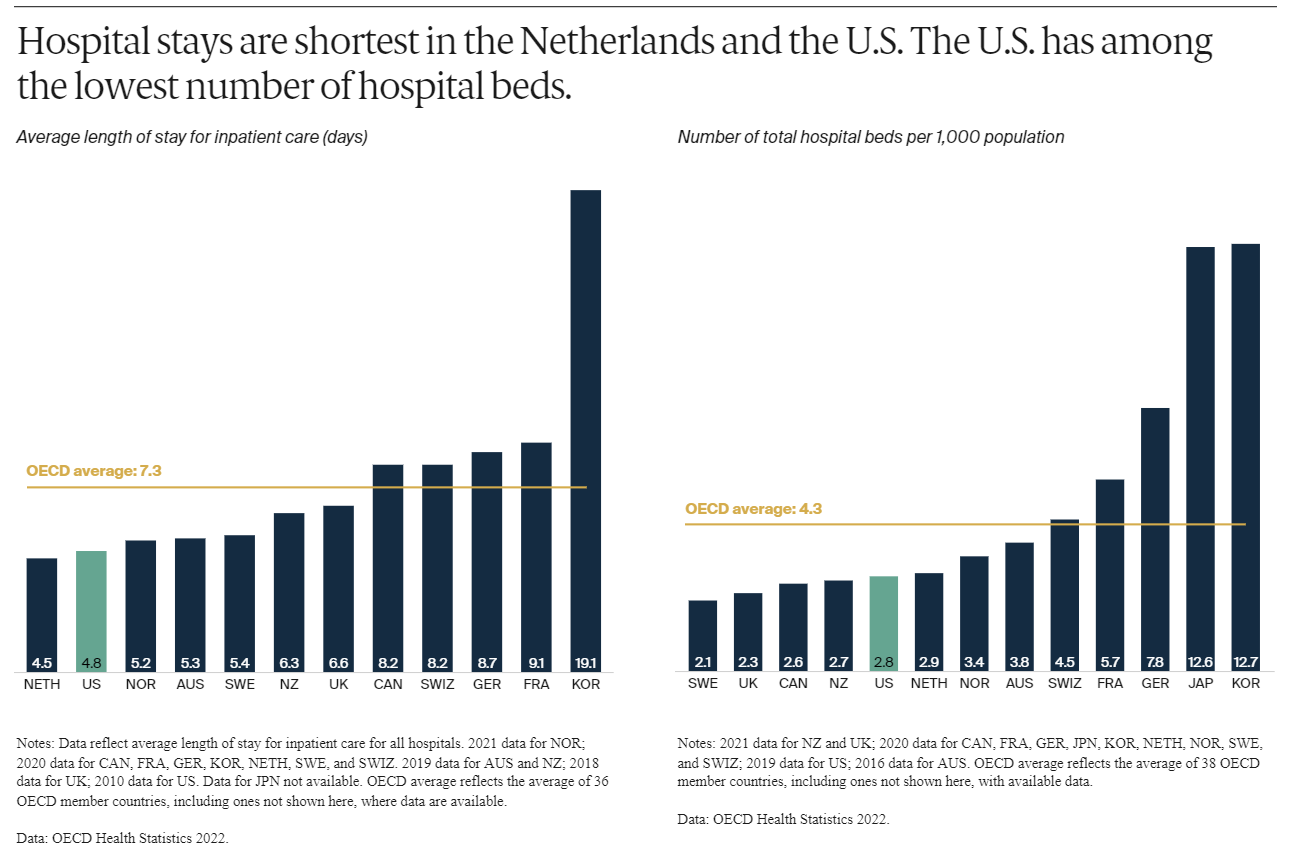 Hospital stays are shortest in the Netherlands and the U.S. The U.S. has among
the lowest number of hospital beds.
Average length of stay for inpatient care (days)
OECD average: 7.3
4.5 4.8 5.2 5.3 5.4 6.3 6.6 8.2 8.2 8.7 9.1 19.1
NETH US NOR AUS SWE NZ UK CAN SWIZ GER FRA KOR
Notes: Data reflect average length of stay for inpatient care for all hospitals. 2021 data for NOR;
2020 data for CAN, FRA, GER, KOR, NETH, SWE, and SWIZ. 2019 data for AUS and NZ; 2018
data for UK; 2010 data for US. Data for JPN not available. OECD average reflects the average of 36
OECD member countries, including ones not shown here, where data are available.
Data: OECD Health Statistics 2022.
Number of total hospital beds per 1,000 population
OECD average: 4.3
2.1 2.3 2.6 2.7 2.8 2.9 3.4 3.8 4.5 5.7 7.8 12.6 12.7
SWE UK CAN NZ US NETH NOR AUS SWIZ FRA GER JAP KOR
Notes: 2021 data for NZ and UK; 2020 data for CAN, FRA, GER, JPN, KOR, NETH, NOR, SWE,
and SWIZ; 2019 data for US; 2016 data for AUS. OECD average reflects the average of 38 OECD
member countries, including ones not shown here, with available data.
Data: OECD Health Statistics 2022.